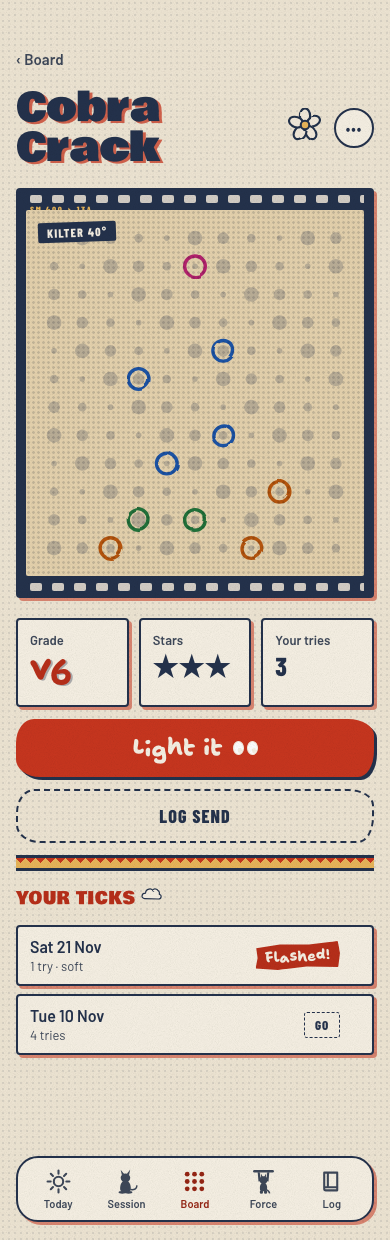 ‹ Board
Cobra
Crack
...
KILTER 40°
Grade
V6
Stars
★★★
Your tries
3
Light it
LOG SEND
YOUR TICKS
Sat 21 Nov
1 try · soft
Flashed!
Tue 10 Nov
4 tries
GO
Today
Session
Board
Force
Log